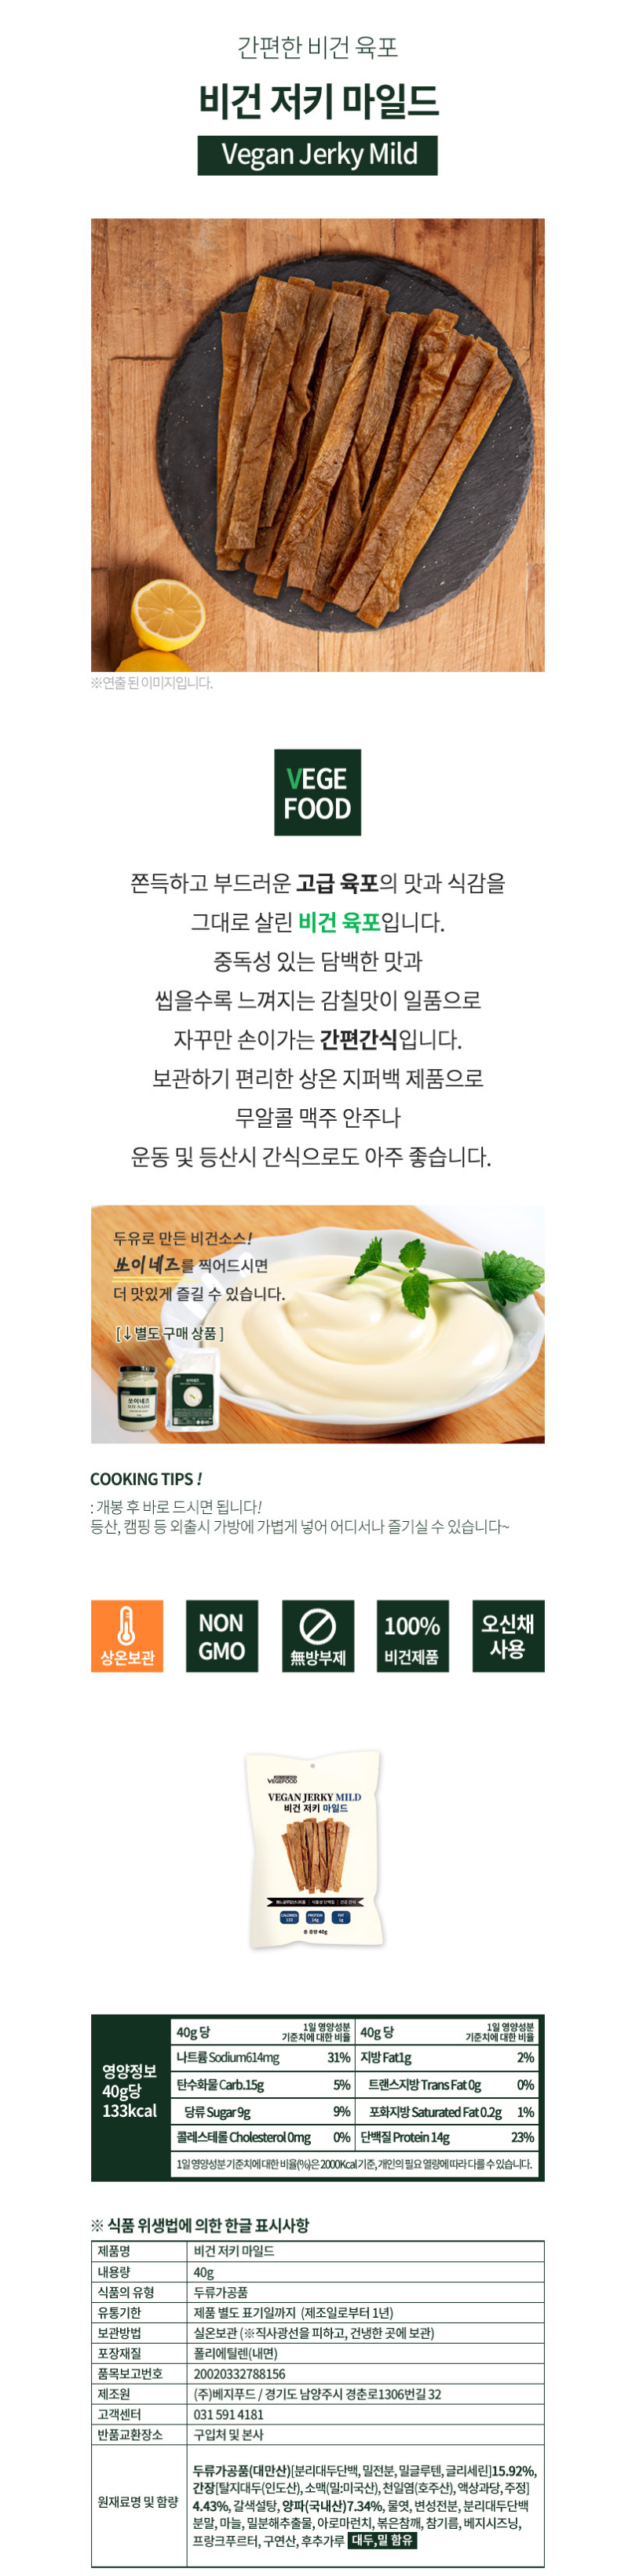 간편한 비건 육포
비건 저키 마일드
Vegan Jerky Mild
※연출 된 이미지입니다.
VEGE
FOOD
쫀득하고 부드러운 고급 육포의 맛과 식감을
그대로 살린 비건 육포입니다.
중독성 있는 담백한 맛과
씹을수록 느껴지는 감칠맛이 일품으로
자꾸만 손이가는 간편간식입니다.
보관하기 편리한 상온 지퍼백 제품으로
무알콜 맥주 안주나
운동 및 등산시 간식으로도 아주 좋습니다.
두유로 만든 비건소스!
쏘이네즈를 찍어드시면
더 맛있게 즐길 수 있습니다.
[↓별도 구매 상품]
쏘이네즈
COOKING TIPS !
: 개봉 후 바로 드시면 됩니다!
등산, 캠핑 등 외출시 가방에 가볍게 넣어 어디서나 즐기실 수 있습니다~
상온보관
NON
GMO
無방부제
100%
비건제품
오신채
사용
VEGEFOOD
VEGAN JERKY MILD
비건 저키 마일드
CALORIES
133
PROTEIN
14g
FAT
1g
총 중량 40g
영양정보
40g당
133kcal
40g 당 1일 영양성분 기준치에 대한 비율 40g 당 1일 영양성분 기준치에 대한 비율
나트륨 Sodium614mg 31% 지방 Fat1g 2%
탄수화물 Carb.15g 5% 트랜스지방 Trans Fat 0g 0%
당류 Sugar 9g 9% 포화지방 Saturated Fat 0.2g 1%
콜레스테롤 Cholesterol 0mg 0% 단백질 Protein 14g 23%
1일 영양성분 기준치에 대한 비율(%)은 2000Kcal 기준, 개인의 필요 열량에 따라 다를 수 있습니다.
※ 식품 위생법에 의한 한글 표시사항
제품명 비건 저키 마일드
내용량 40g
식품의 유형 두류가공품
유통기한 제품 별도 표기일까지 (제조일로부터 1년)
보관방법 실온보관 (※직사광선을 피하고, 건냉한 곳에 보관)
포장재질 폴리에틸렌(내면)
품목보고번호 20020332788156
제조원 (주)베지푸드 / 경기도 남양주시 경춘로1306번길 32
고객센터 031 591 4181
반품교환장소 구입처 및 본사
원재료명 및 함량
두류가공품(대만산)[분리대두단백, 밀전분, 밀글루텐, 글리세린]15.92%,
간장[탈지대두(인도산), 소맥(밀:미국산), 천일염(호주산), 액상과당, 주정]
4.43%, 갈색설탕, 양파(국내산)7.34%, 물엿, 변성전분, 분리대두단백
분말, 마늘, 밀분해추출물, 아로마런치, 볶은참깨, 참기름, 베지시즈닝,
프랑크푸르터, 구연산, 후추가루 대두,밀 함유